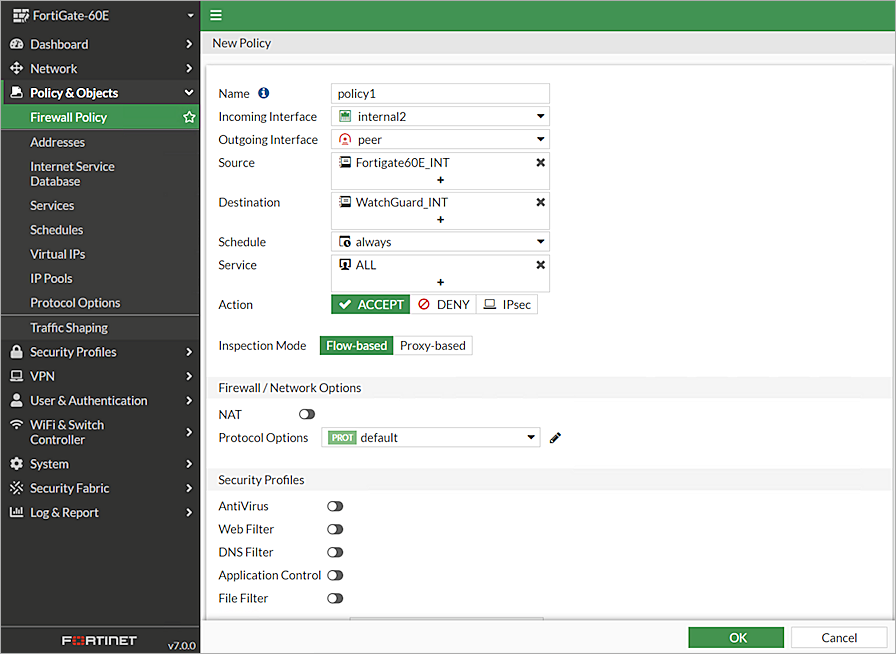 FortiGate-60E
Dashboard
Network
Policy & Objects
Firewall Policy
Addresses
Internet Service
Database
Services
Schedules
Virtual IPs
IP Pools
Protocol Options
Traffic Shaping
Security Profiles
VPN
User & Authentication
WiFi & Switch
Controller
System
Security Fabric
Log & Report
FORTINET
v7.0.0
New Policy
Name
policy1
Incoming Interface
internal2
Outgoing Interface
peer
Source
Fortigate60E_INT
+
Destination
WatchGuard_INT
+
Schedule
always
Service
ALL
+
Action
ACCEPT
DENY
IPsec
Inspection Mode
Flow-based
Proxy-based
Firewall / Network Options
NAT
Protocol Options
PROT default
Security Profiles
AntiVirus
Web Filter
DNS Filter
Application Control
File Filter
OK
Cancel